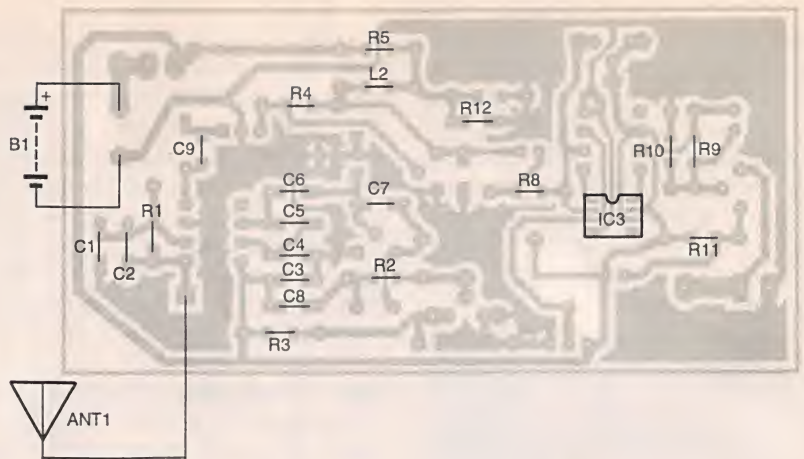 R5
L2
R4
R12
+
B1
C9
R10
R9
C6
C7
R8
C5
IC3
R1
C1
C2
C4
R11
C3
R2
C8
R3
ANT1